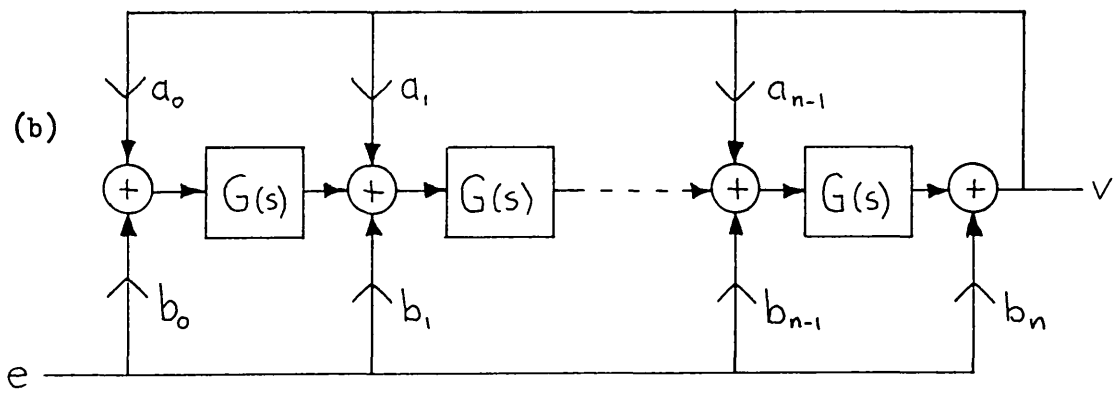 a₀ a₁ aₙ₋₁
(b)
+ G(s) + G(s) + G(s) + v
b₀ b₁ bₙ₋₁ bₙ
e